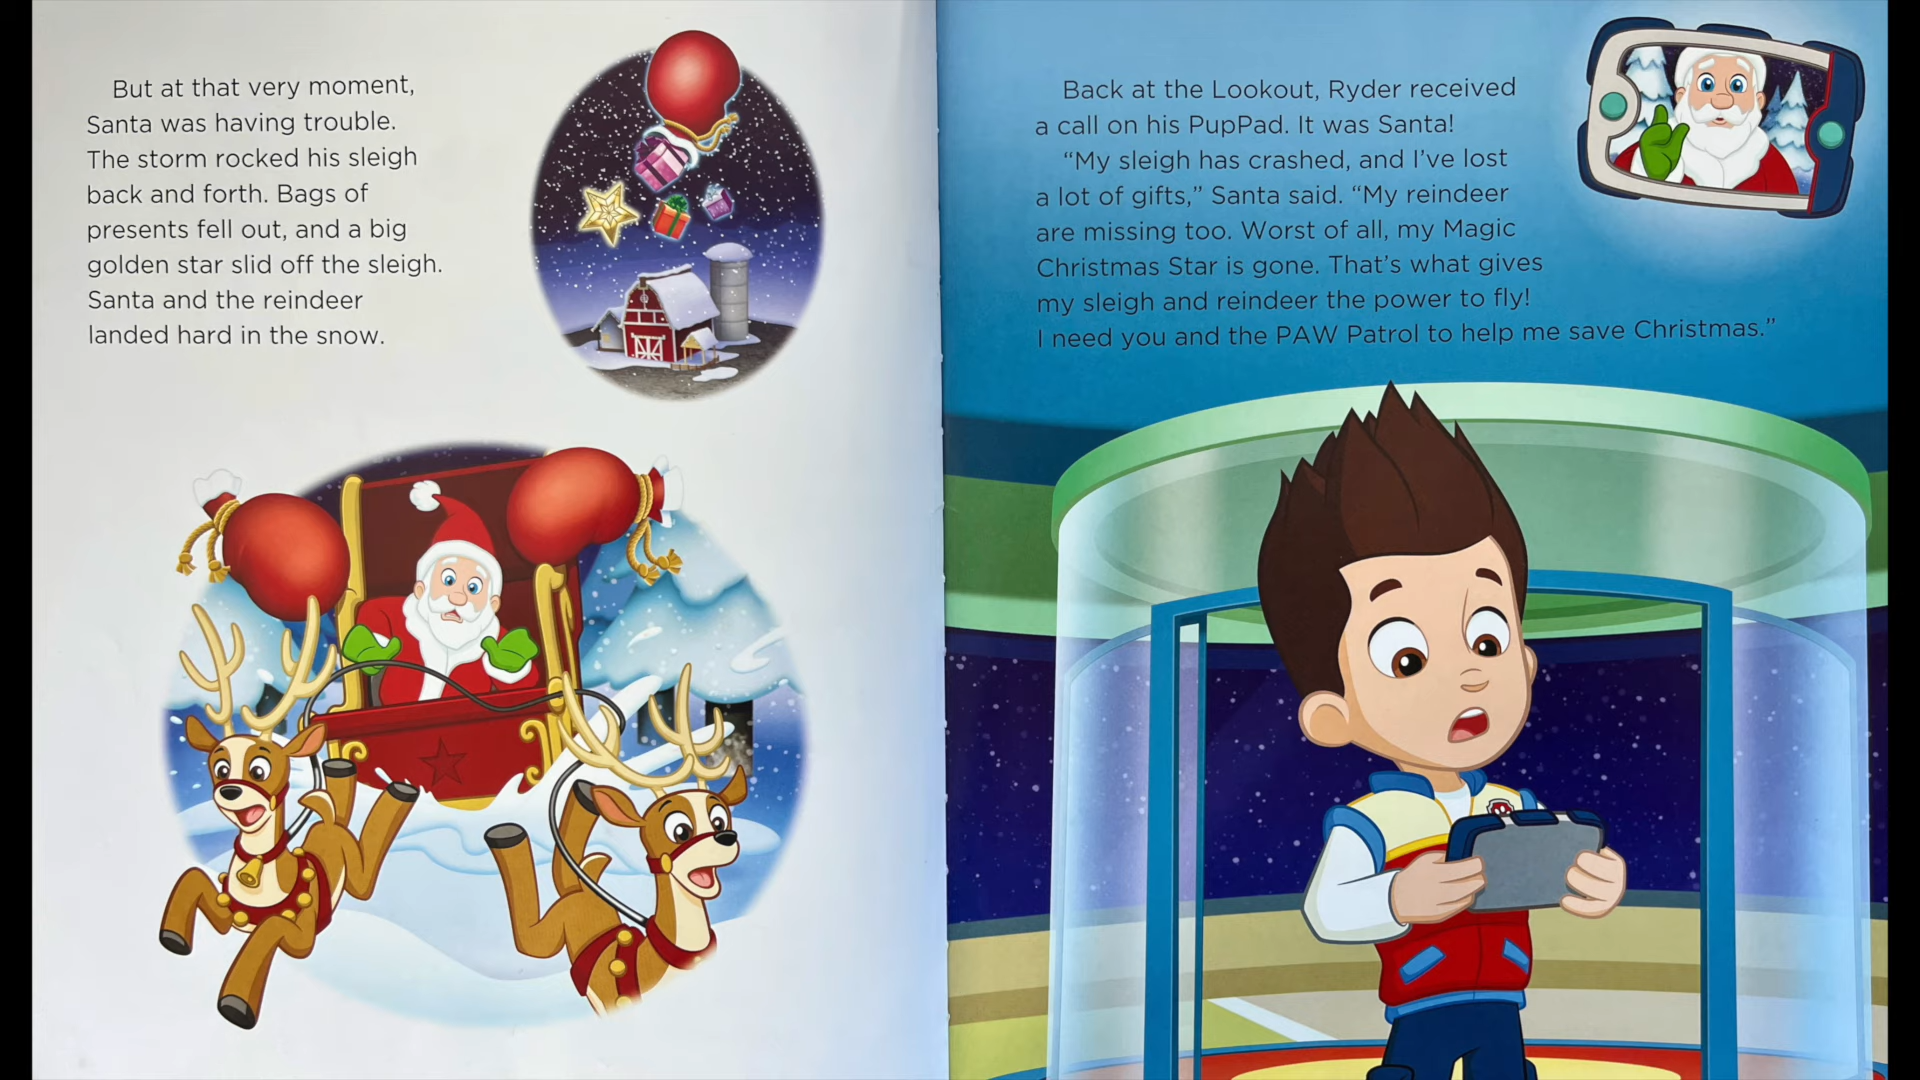 But at that very moment,
Santa was having trouble.
The storm rocked his sleigh
back and forth. Bags of
presents fell out, and a big
golden star slid off the sleigh.
Santa and the reindeer
landed hard in the snow.
Back at the Lookout, Ryder received
a call on his PupPad. It was Santa!
“My sleigh has crashed, and I’ve lost
a lot of gifts,” Santa said. “My reindeer
are missing too. Worst of all, my Magic
Christmas Star is gone. That’s what gives
my sleigh and reindeer the power to fly!
I need you and the PAW Patrol to help me save Christmas.”